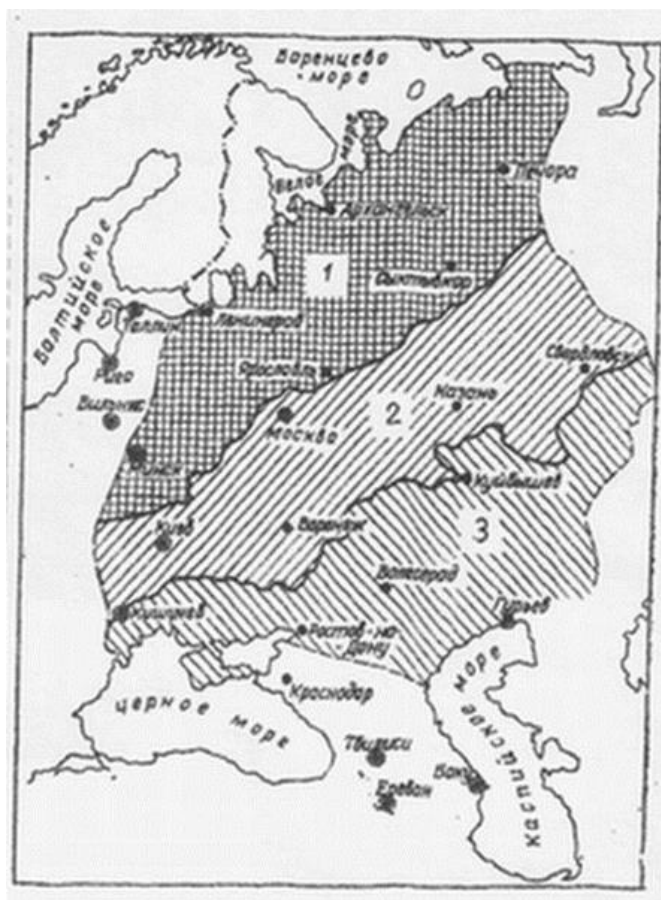 Баренцево
море
Белое
море
Печора
Архангельск
1
Сыктывкар
Балтийское
море
Таллин
Ленинград
Рига
Ярославль
Свердловск
Вильнюс
2
Казань
Москва
Минск
Куйбышев
Киев
Воронеж
3
Волгоград
Кишинев
Гурьев
Ростов-на-
Дону
Краснодар
Черное море
Каспийское море
Тбилиси
Баку
Ереван